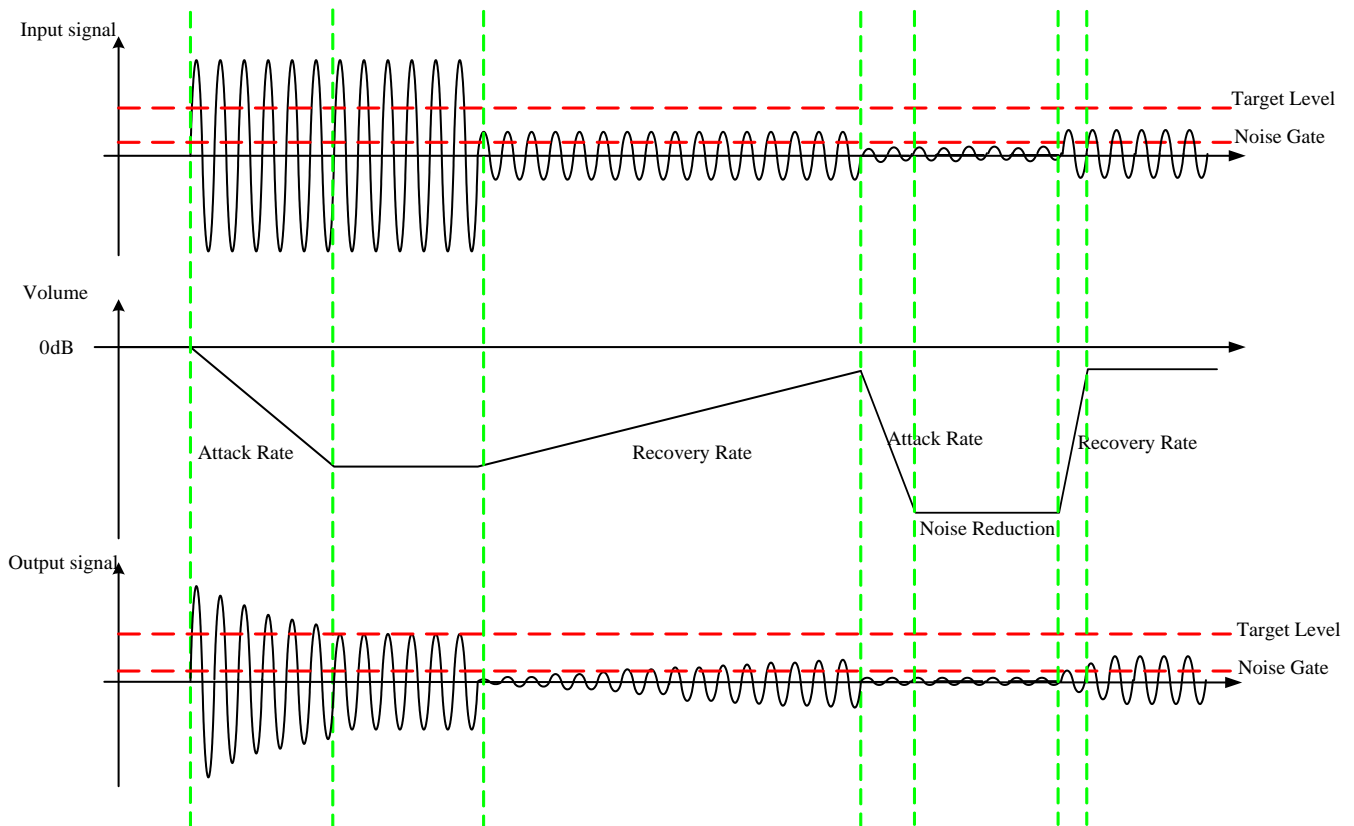 Input signal
Target Level
Noise Gate
Volume
0dB
Attack Rate
Recovery Rate
Attack Rate
Recovery Rate
Noise Reduction
Output signal
Target Level
Noise Gate